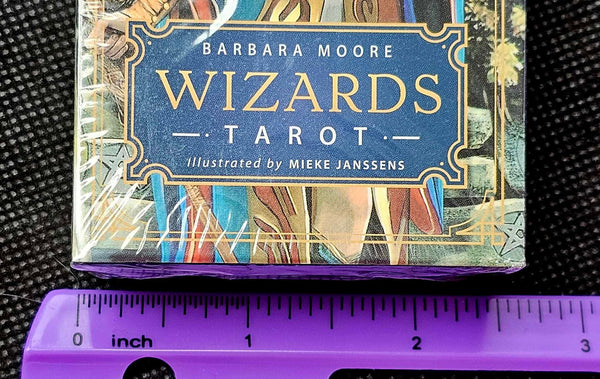 BARBARA MOORE
WIZARDS
TAROT
Illustrated by MIEKE JANSSENS
0 inch 1 2 3